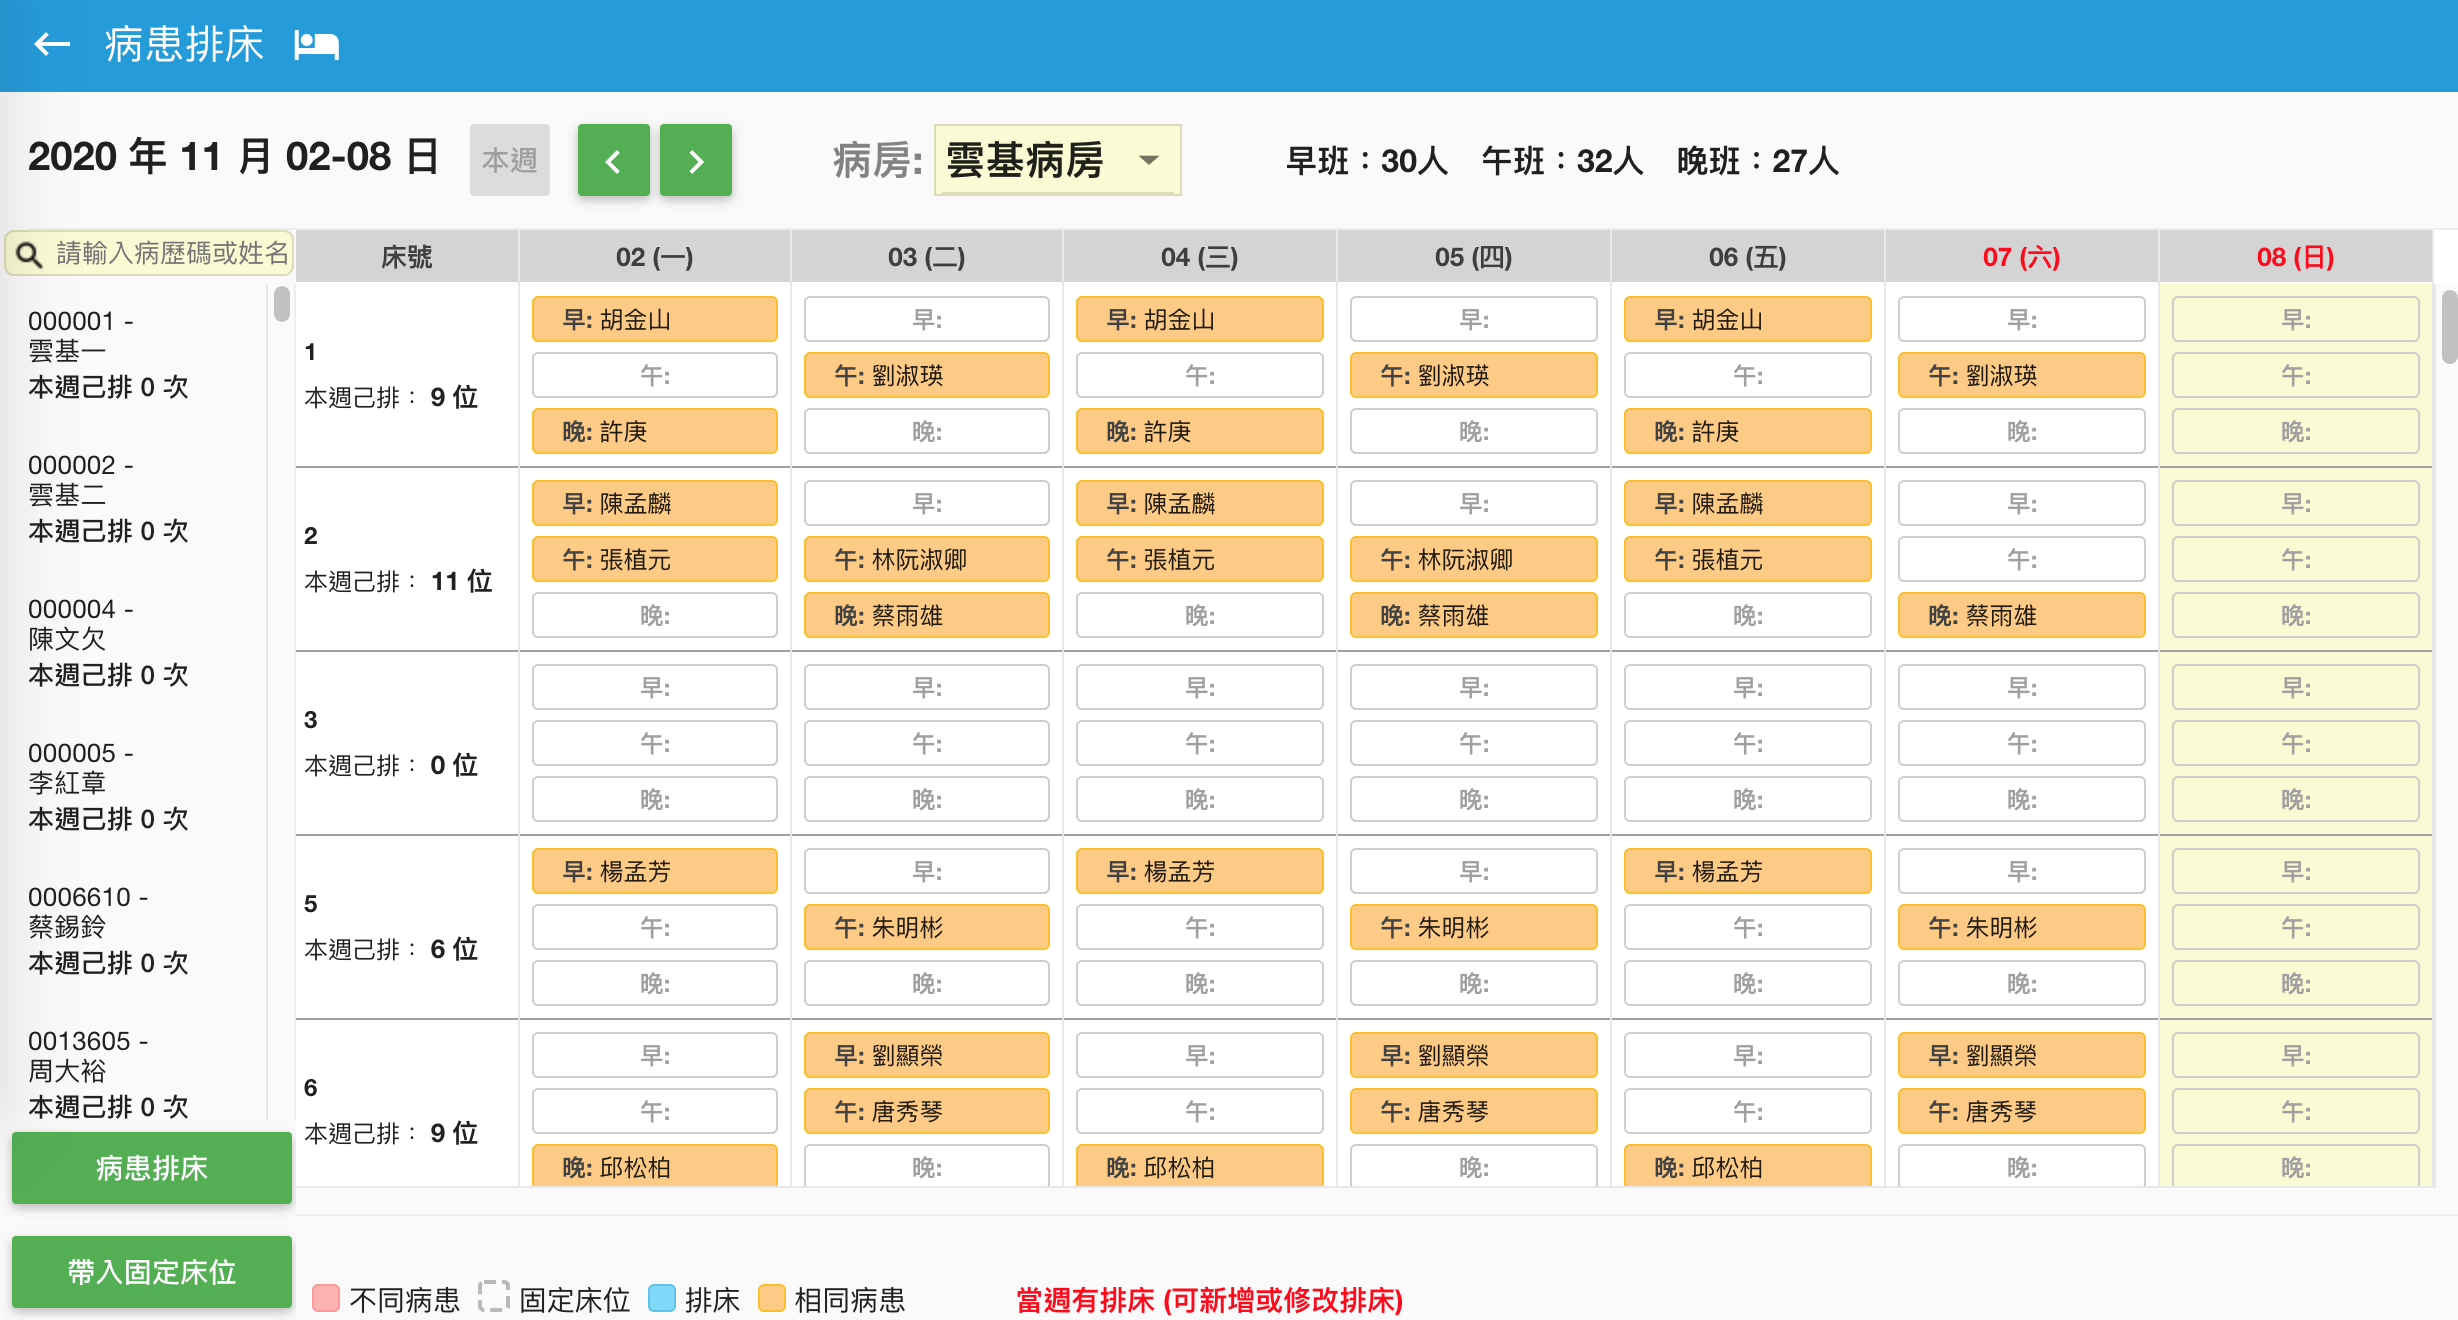 病患排床
2020 年 11 月 02-08 日 本週 病房: 雲基病房 早班：30人 午班：32人 晚班：27人
請輸入病歷碼或姓名
000001 -
雲基一
本週己排 0 次
000002 -
雲基二
本週己排 0 次
000004 -
陳文欠
本週己排 0 次
000005 -
李紅章
本週己排 0 次
0006610 -
蔡錫鈴
本週己排 0 次
0013605 -
周大裕
本週己排 0 次
病患排床
帶入固定床位
床號 02 (一) 03 (二) 04 (三) 05 (四) 06 (五) 07 (六) 08 (日)
1
本週己排： 9 位
早: 胡金山 早: 早: 胡金山 早: 早: 胡金山 早: 早:
午: 午: 劉淑瑛 午: 午: 劉淑瑛 午: 午: 劉淑瑛 午:
晚: 許庚 晚: 晚: 許庚 晚: 晚: 許庚 晚: 晚:
2
本週己排： 11 位
早: 陳孟麟 早: 早: 陳孟麟 早: 早: 陳孟麟 早: 早:
午: 張植元 午: 林阮淑卿 午: 張植元 午: 林阮淑卿 午: 張植元 午: 午:
晚: 晚: 蔡雨雄 晚: 晚: 蔡雨雄 晚: 晚: 蔡雨雄 晚:
3
本週己排： 0 位
早: 早: 早: 早: 早: 早: 早:
午: 午: 午: 午: 午: 午: 午:
晚: 晚: 晚: 晚: 晚: 晚: 晚:
5
本週己排： 6 位
早: 楊孟芳 早: 早: 楊孟芳 早: 早: 楊孟芳 早: 早:
午: 午: 朱明彬 午: 午: 朱明彬 午: 午: 朱明彬 午:
晚: 晚: 晚: 晚: 晚: 晚: 晚:
6
本週己排： 9 位
早: 早: 劉顯榮 早: 早: 劉顯榮 早: 早: 劉顯榮 早:
午: 午: 唐秀琴 午: 午: 唐秀琴 午: 午: 唐秀琴 午:
晚: 邱松柏 晚: 晚: 邱松柏 晚: 晚: 邱松柏 晚: 晚:
不同病患 固定床位 排床 相同病患 當週有排床 (可新增或修改排床)